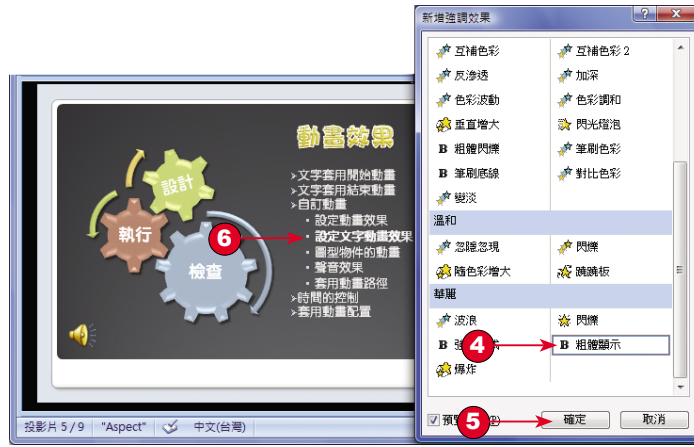 新增強調效果
互補色彩 互補色彩 2
反滲透 加深
色彩波動 色彩調和
垂直增大 閃光燈泡
B 粗體閃爍 筆刷色彩
B 筆刷底線 對比色彩
變淡
溫和
忽隱忽現 閃爍
隨色彩增大 蹺蹺板
華麗
波浪 閃爍
B 4 B 粗體顯示
爆炸
預 5 確定 取消
動畫效果
設計
執行
檢查
>文字套用開始動畫
>文字套用結束動畫
>自訂動畫
・設定動畫效果
6 ・設定文字動畫效果
・圖型物件的動畫
・聲音效果
・套用動畫路徑
>時間的控制
>套用動畫配置
投影片 5 / 9 "Aspect" 中文(台灣)